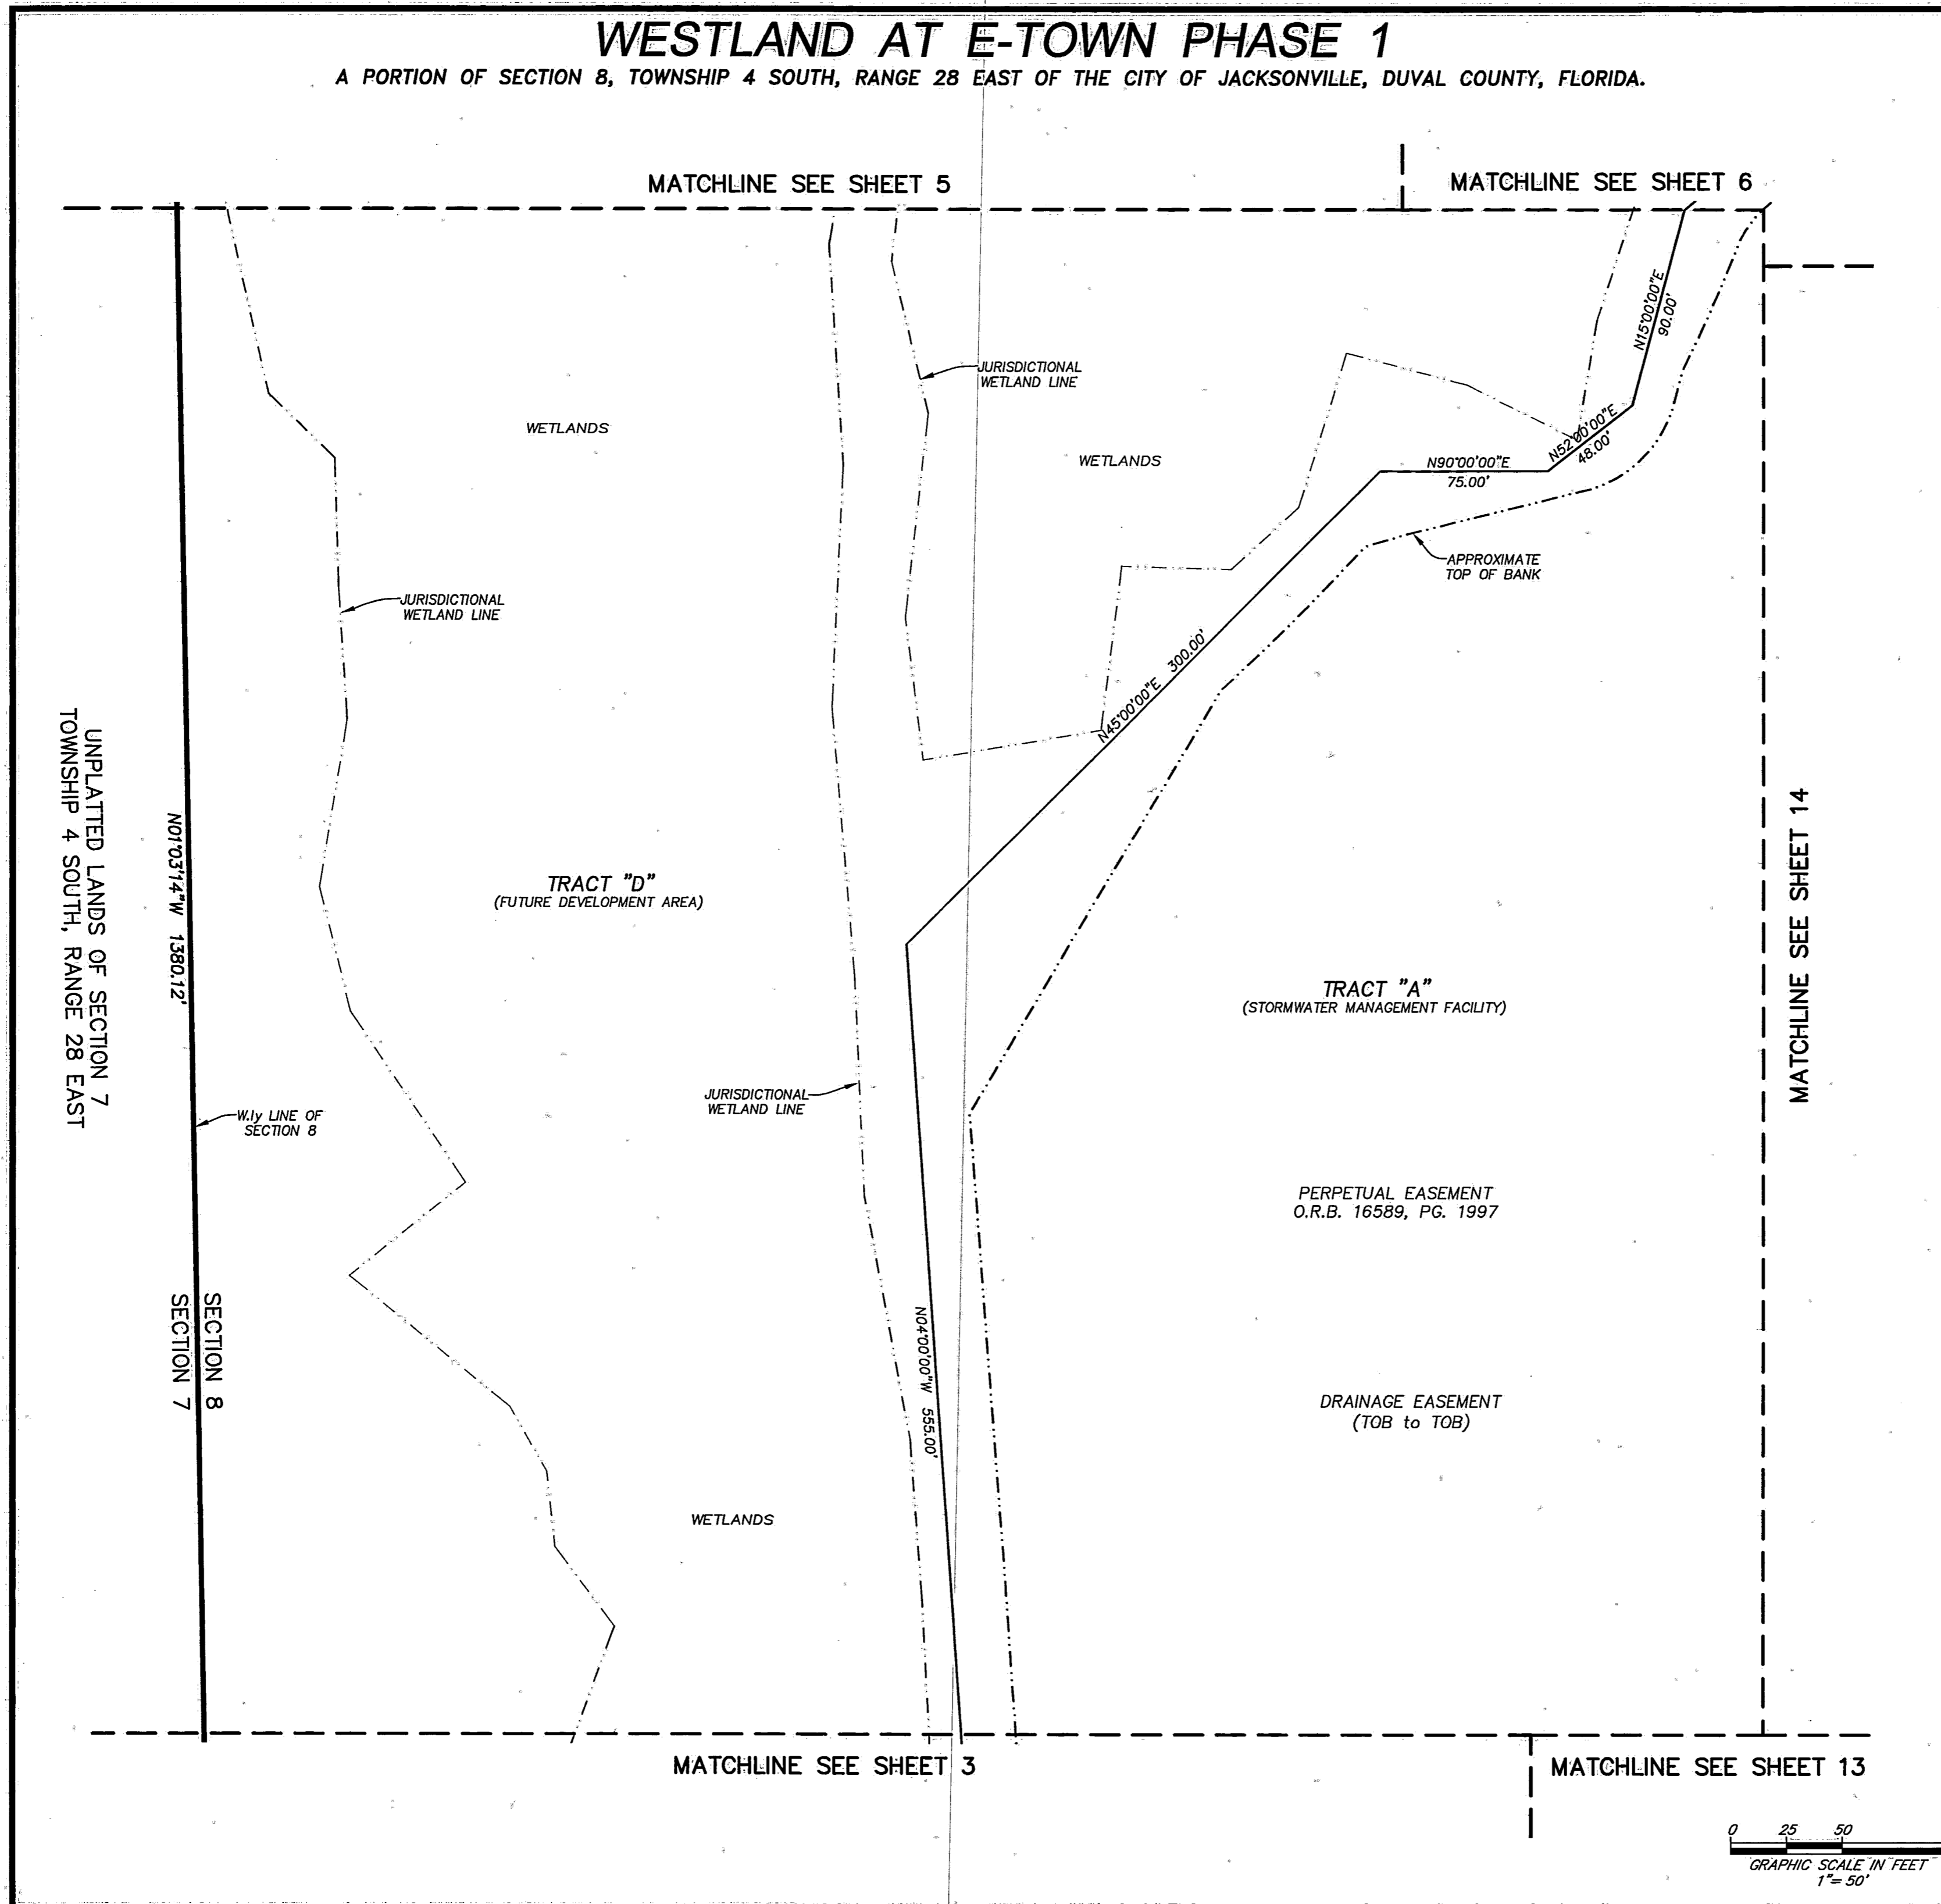 WESTLAND AT E-TOWN PHASE 1
A PORTION OF SECTION 8, TOWNSHIP 4 SOUTH, RANGE 28 EAST OF THE CITY OF JACKSONVILLE, DUVAL COUNTY, FLORIDA.
MATCHLINE SEE SHEET 5
MATCHLINE SEE SHEET 6
N15°00'00"E
90.00'
JURISDICTIONAL
WETLAND LINE
WETLANDS
WETLANDS
N52°00'00"E
48.00'
N90°00'00"E
75.00'
APPROXIMATE
TOP OF BANK
JURISDICTIONAL
WETLAND LINE
N45°00'00"E 300.00'
UNPLATTED LANDS OF SECTION 7
TOWNSHIP 4 SOUTH, RANGE 28 EAST
N01°03'14"W 1380.12'
TRACT "D"
(FUTURE DEVELOPMENT AREA)
MATCHLINE SEE SHEET 14
TRACT "A"
(STORMWATER MANAGEMENT FACILITY)
JURISDICTIONAL
WETLAND LINE
W.ly LINE OF
SECTION 8
PERPETUAL EASEMENT
O.R.B. 16589, PG. 1997
SECTION 8
SECTION 7
N04°00'00"W 555.00'
DRAINAGE EASEMENT
(TOB to TOB)
WETLANDS
MATCHLINE SEE SHEET 3
MATCHLINE SEE SHEET 13
0 25 50
GRAPHIC SCALE IN FEET
1"= 50'